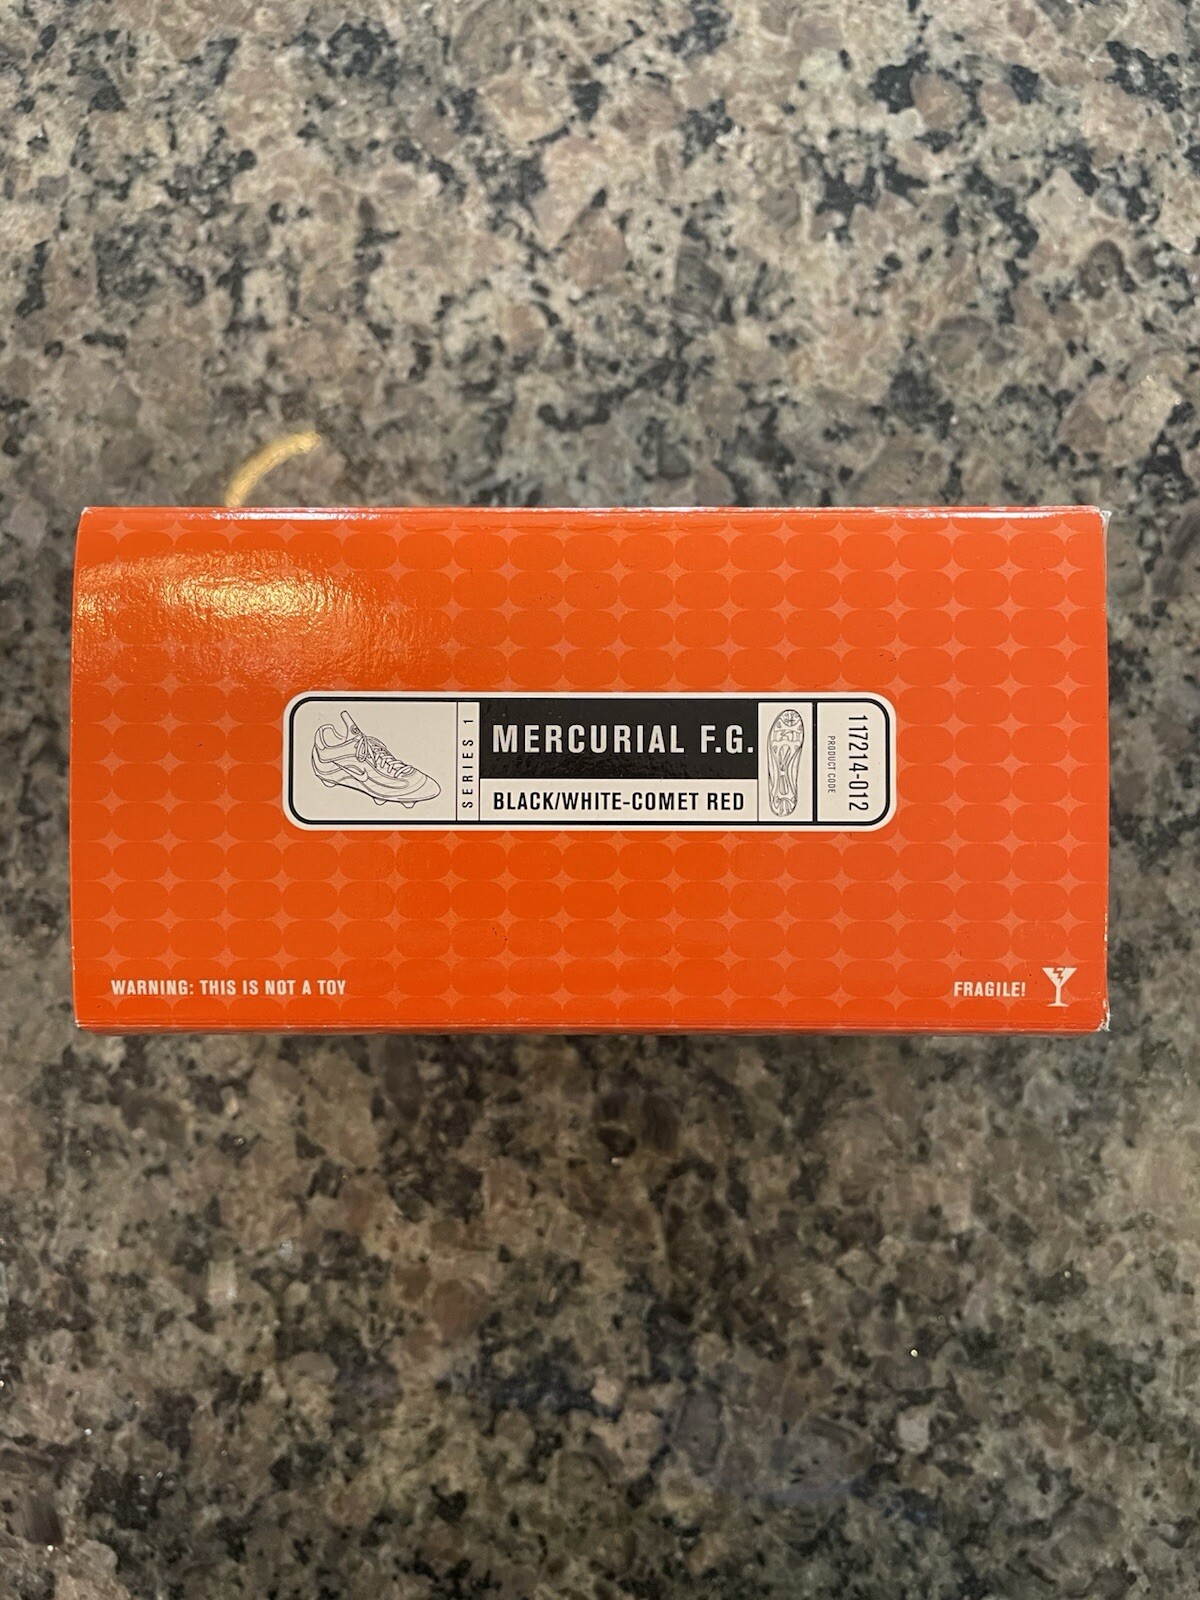 SERIES 1
MERCURIAL F.G.
BLACK/WHITE-COMET RED
PRODUCT CODE
117214-012
WARNING: THIS IS NOT A TOY
FRAGILE!